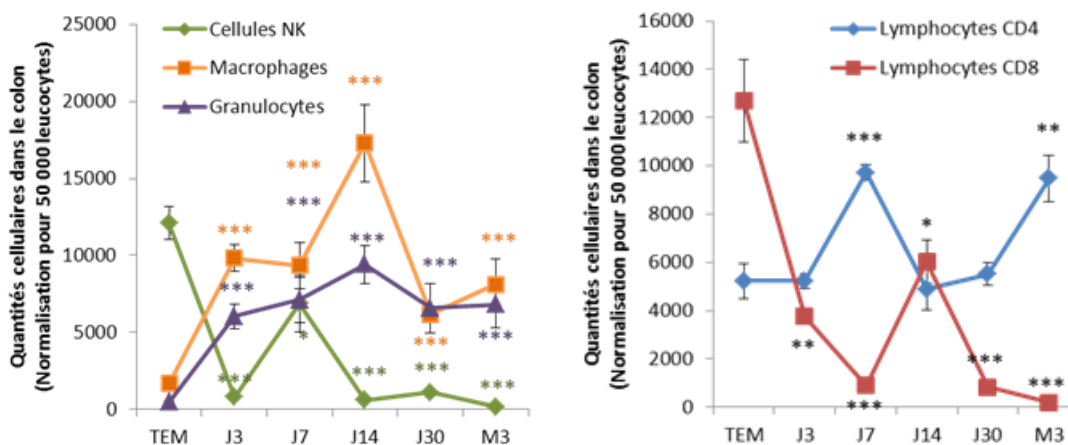 Quantités cellulaires dans le colon
(Normalisation pour 50 000 leucocytes)
25000
20000
15000
10000
5000
0
Cellules NK
Macrophages
Granulocytes
***
***
***
***
***
***
***
***
***
***
*
***
***
***
***
TEM
J3
J7
J14
J30
M3
Quantités cellulaires dans le colon
(Normalisation pour 50 000 leucocytes)
16000
14000
12000
10000
8000
6000
4000
2000
0
Lymphocytes CD4
Lymphocytes CD8
***
**
*
**
***
***
***
TEM
J3
J7
J14
J30
M3